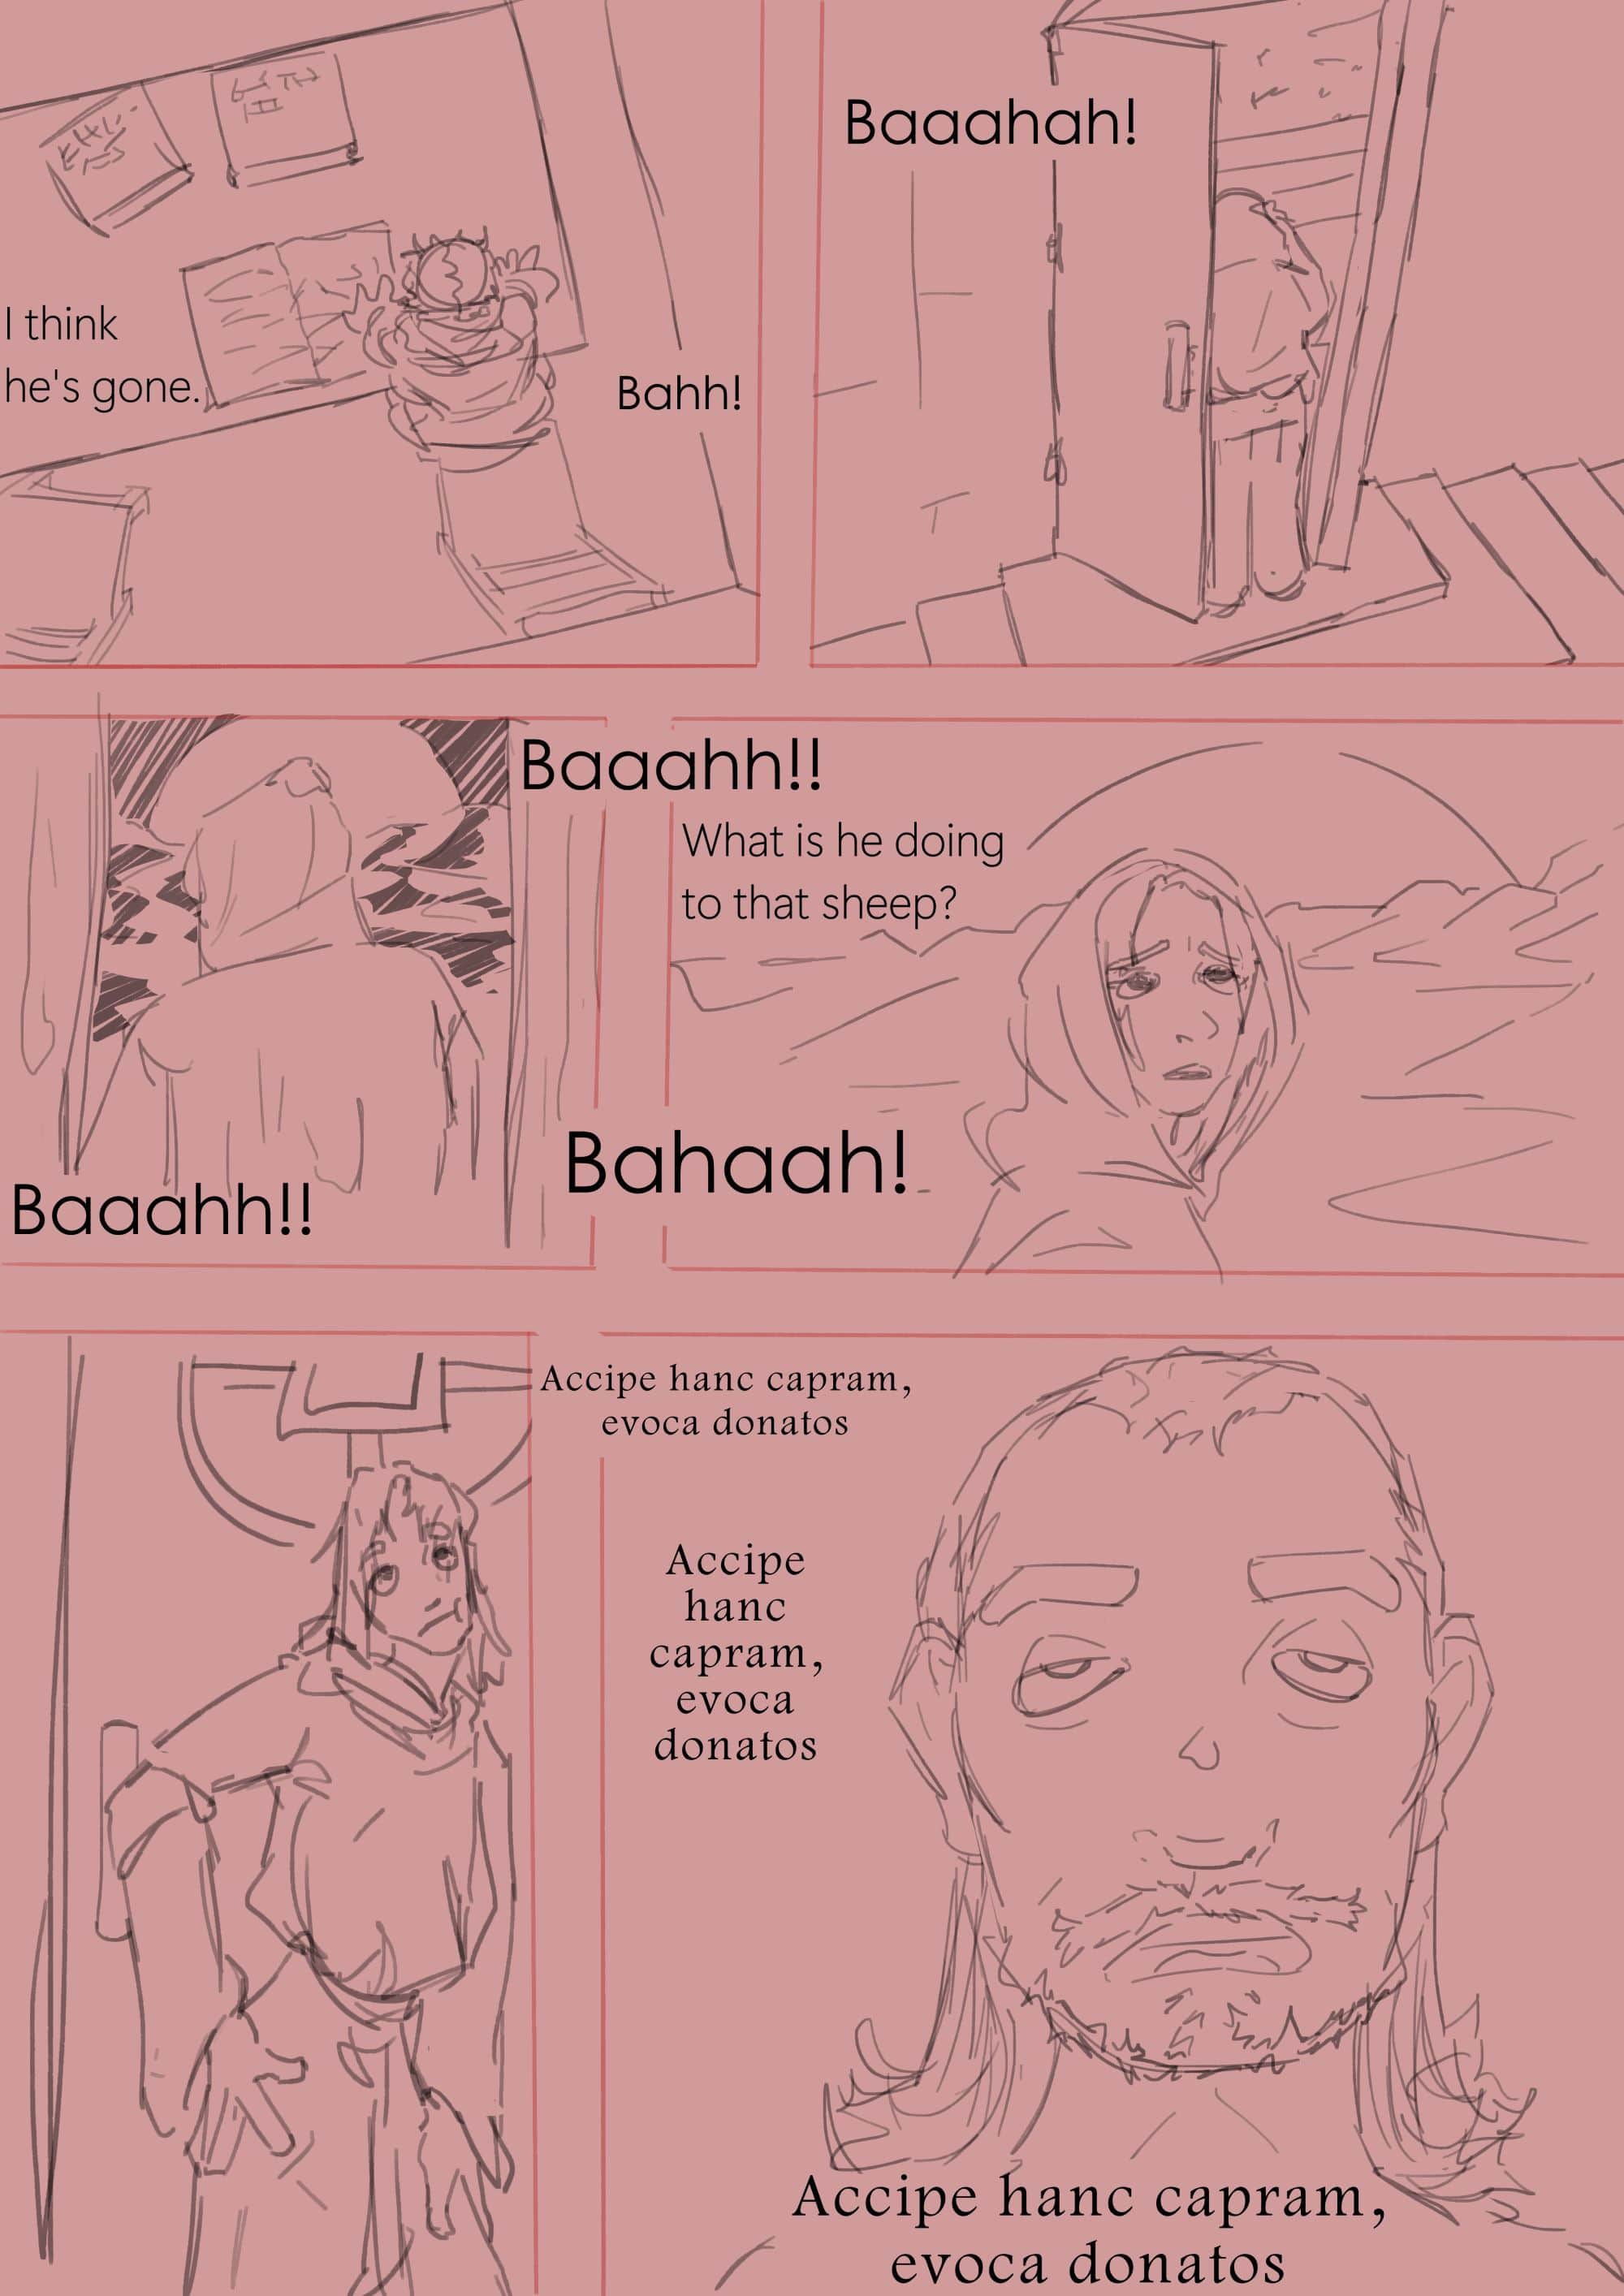 I think
he's gone.
Bahh!
Baaahah!
Baaahh!!
Baaahh!!
What is he doing
to that sheep?
Bahaah!
Accipe hanc capram,
evoca donatos
Accipe
hanc
capram,
evoca
donatos
Accipe hanc capram,
evoca donatos